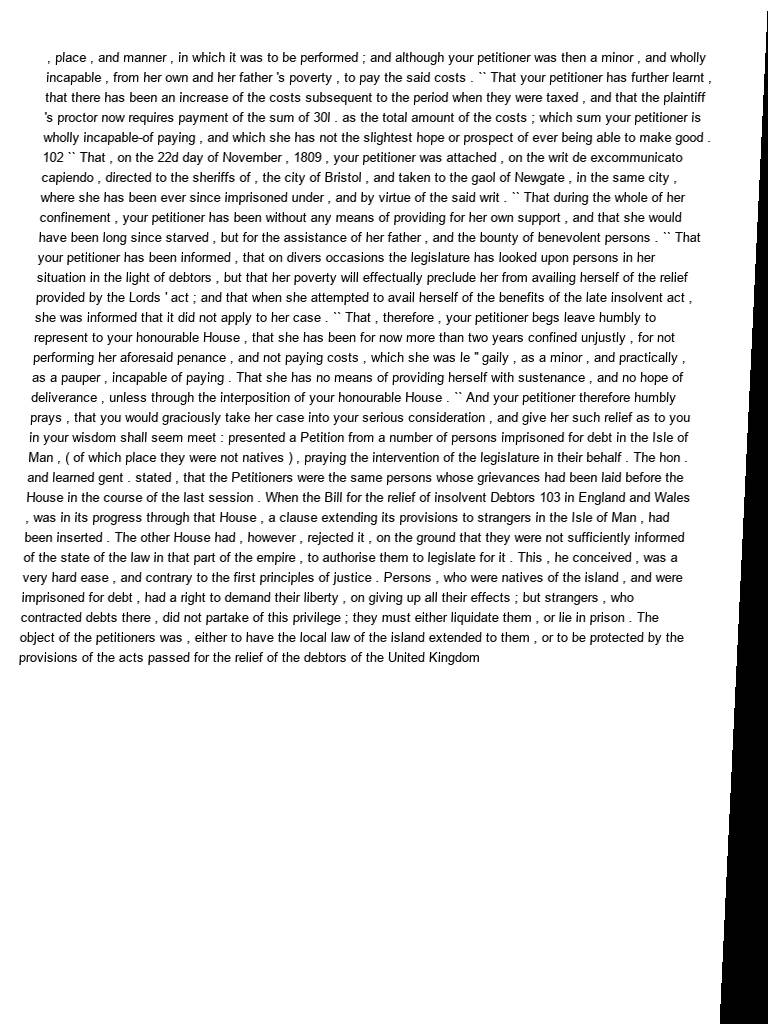 , place , and manner , in which it was to be performed ; and although your petitioner was then a minor , and wholly
incapable , from her own and her father 's poverty , to pay the said costs . `` That your petitioner has further learnt ,
that there has been an increase of the costs subsequent to the period when they were taxed , and that the plaintiff
's proctor now requires payment of the sum of 30l . as the total amount of the costs ; which sum your petitioner is
wholly incapable-of paying , and which she has not the slightest hope or prospect of ever being able to make good .
102 `` That , on the 22d day of November , 1809 , your petitioner was attached , on the writ de excommunicato
capiendo , directed to the sheriffs of , the city of Bristol , and taken to the gaol of Newgate , in the same city ,
where she has been ever since imprisoned under , and by virtue of the said writ . `` That during the whole of her
confinement , your petitioner has been without any means of providing for her own support , and that she would
have been long since starved , but for the assistance of her father , and the bounty of benevolent persons . `` That
your petitioner has been informed , that on divers occasions the legislature has looked upon persons in her
situation in the light of debtors , but that her poverty will effectually preclude her from availing herself of the relief
provided by the Lords ' act ; and that when she attempted to avail herself of the benefits of the late insolvent act ,
she was informed that it did not apply to her case . `` That , therefore , your petitioner begs leave humbly to
represent to your honourable House , that she has been for now more than two years confined unjustly , for not
performing her aforesaid penance , and not paying costs , which she was le '' gaily , as a minor , and practically ,
as a pauper , incapable of paying . That she has no means of providing herself with sustenance , and no hope of
deliverance , unless through the interposition of your honourable House . `` And your petitioner therefore humbly
prays , that you would graciously take her case into your serious consideration , and give her such relief as to you
in your wisdom shall seem meet : presented a Petition from a number of persons imprisoned for debt in the Isle of
Man , ( of which place they were not natives ) , praying the intervention of the legislature in their behalf . The hon .
and learned gent . stated , that the Petitioners were the same persons whose grievances had been laid before the
House in the course of the last session . When the Bill for the relief of insolvent Debtors 103 in England and Wales
, was in its progress through that House , a clause extending its provisions to strangers in the Isle of Man , had
been inserted . The other House had , however , rejected it , on the ground that they were not sufficiently informed
of the state of the law in that part of the empire , to authorise them to legislate for it . This , he conceived , was a
very hard ease , and contrary to the first principles of justice . Persons , who were natives of the island , and were
imprisoned for debt , had a right to demand their liberty , on giving up all their effects ; but strangers , who
contracted debts there , did not partake of this privilege ; they must either liquidate them , or lie in prison . The
object of the petitioners was , either to have the local law of the island extended to them , or to be protected by the
provisions of the acts passed for the relief of the debtors of the United Kingdom